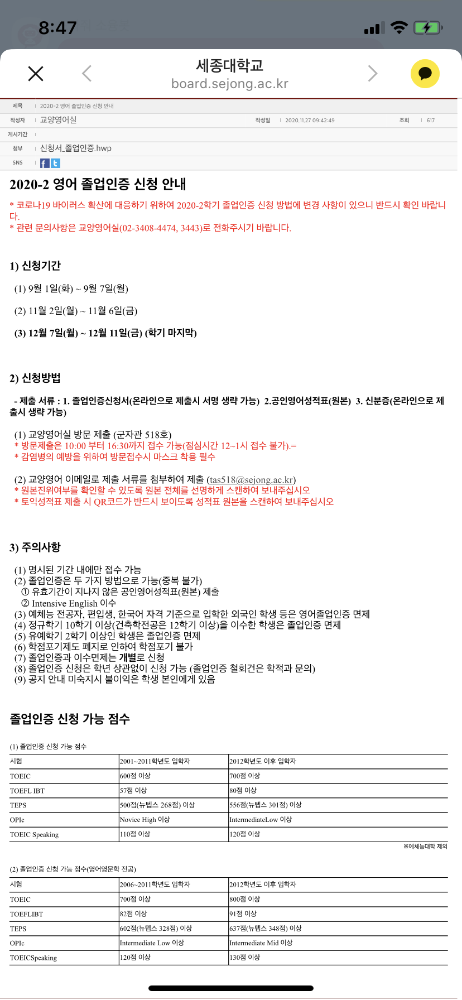 8:47
세종대학교
board.sejong.ac.kr
제목 2020-2 영어 졸업인증 신청 안내
작성자 교양영어실 작성일 2020.11.27 09:42:49 조회 617
게시기간
첨부 신청서_졸업인증.hwp
SNS
2020-2 영어 졸업인증 신청 안내
* 코로나19 바이러스 확산에 대응하기 위하여 2020-2학기 졸업인증 신청 방법에 변경 사항이 있으니 반드시 확인 바랍니
다.
* 관련 문의사항은 교양영어실(02-3408-4474, 3443)로 전화주시기 바랍니다.
1) 신청기간
(1) 9월 1일(화) ~ 9월 7일(월)
(2) 11월 2일(월) ~ 11월 6일(금)
(3) 12월 7일(월) ~ 12월 11일(금) (학기 마지막)
2) 신청방법
- 제출 서류 : 1. 졸업인증신청서(온라인으로 제출시 서명 생략 가능) 2.공인영어성적표(원본) 3. 신분증(온라인으로 제
출시 생략 가능)
(1) 교양영어실 방문 제출 (군자관 518호)
* 방문제출은 10:00 부터 16:30까지 접수 가능(점심시간 12~1시 접수 불가).=
* 감염병의 예방을 위하여 방문접수시 마스크 착용 필수
(2) 교양영어 이메일로 제출 서류를 첨부하여 제출 (tas518@sejong.ac.kr)
* 원본진위여부를 확인할 수 있도록 원본 전체를 선명하게 스캔하여 보내주십시오
* 토익성적표 제출 시 QR코드가 반드시 보이도록 성적표 원본을 스캔하여 보내주십시오
3) 주의사항
(1) 명시된 기간 내에만 접수 가능
(2) 졸업인증은 두 가지 방법으로 가능(중복 불가)
① 유효기간이 지나지 않은 공인영어성적표(원본) 제출
② Intensive English 이수
(3) 예체능 전공자, 편입생, 한국어 자격 기준으로 입학한 외국인 학생 등은 영어졸업인증 면제
(4) 정규학기 10학기 이상(건축학전공은 12학기 이상)을 이수한 학생은 졸업인증 면제
(5) 유예학기 2학기 이상인 학생은 졸업인증 면제
(6) 학점포기제도 폐지로 인하여 학점포기 불가
(7) 졸업인증과 이수면제는 개별로 신청
(8) 졸업인증 신청은 학년 상관없이 신청 가능 (졸업인증 철회건은 학적과 문의)
(9) 공지 안내 미숙지시 불이익은 학생 본인에게 있음
졸업인증 신청 가능 점수
(1) 졸업인증 신청 가능 점수
시험 2001~2011학년도 입학자 2012학년도 이후 입학자
TOEIC 600점 이상 700점 이상
TOEFL IBT 57점 이상 80점 이상
TEPS 500점(뉴텝스 268점) 이상 556점(뉴텝스 301점) 이상
OPIc Novice High 이상 IntermediateLow 이상
TOEIC Speaking 110점 이상 120점 이상
※예체능대학 제외
(2) 졸업인증 신청 가능 점수(영어영문학 전공)
시험 2006~2011학년도 입학자 2012학년도 이후 입학자
TOEIC 700점 이상 800점 이상
TOEFLIBT 82점 이상 91점 이상
TEPS 602점(뉴텝스 328점) 이상 637점(뉴텝스 348점) 이상
OPIc Intermediate Low 이상 Intermediate Mid 이상
TOEICSpeaking 120점 이상 130점 이상